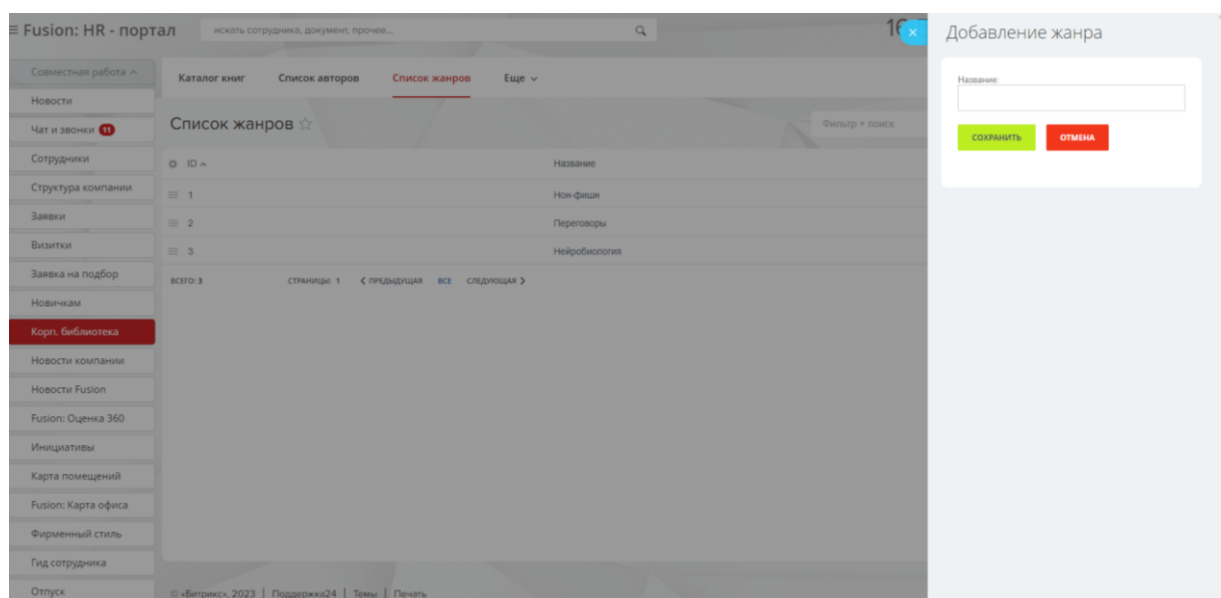 Fusion: HR - портал
искать сотрудника, документ, прочее...
Добавление жанра
Совместная работа
Новости
Чат и звонки 11
Сотрудники
Структура компании
Заявки
Визитки
Заявка на подбор
Новичкам
Корп. библиотека
Новости компании
Новости Fusion
Fusion: Оценка 360
Инициативы
Карта помещений
Fusion: Карта офиса
Фирменный стиль
Гид сотрудника
Отпуск
Каталог книг Список авторов Список жанров Еще
Список жанров
Фильтр + поиск
ID Название
1 Нон-фишн
2 Переговоры
3 Нейробиология
ВСЕГО: 3 СТРАНИЦЫ: 1 ПРЕДЫДУЩАЯ ВСЕ СЛЕДУЮЩАЯ
© «Битрикс», 2023 | Поддержка24 | Темы | Печать
Название:
СОХРАНИТЬ ОТМЕНА